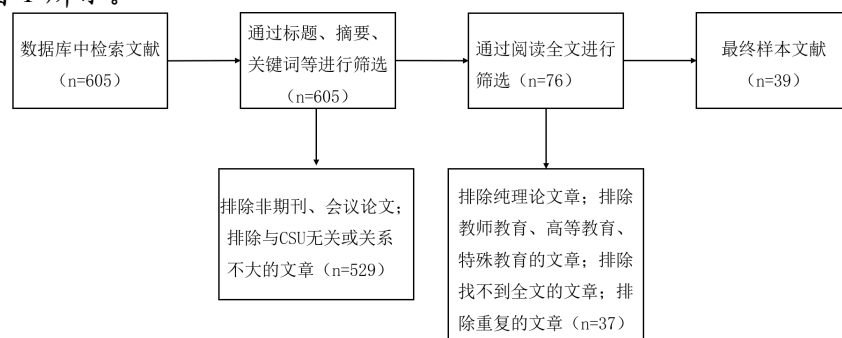 数据库中检索文献
（n=605）
通过标题、摘要、
关键词等进行筛选
（n=605）
通过阅读全文进行
筛选（n=76）
最终样本文献
（n=39）
排除非期刊、会议论文；
排除与CSU无关或关系
不大的文章（n=529）
排除纯理论文章；排除
教师教育、高等教育、
特殊教育的文章；排除
找不到全文的文章；排
除重复的文章（n=37）